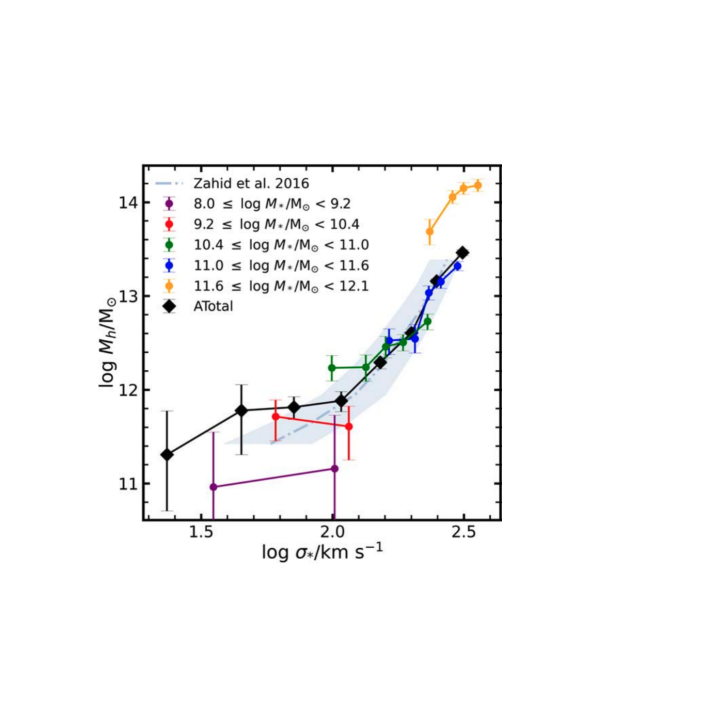 Zahid et al. 2016
8.0 ≤ log M*/M⊙ < 9.2
9.2 ≤ log M*/M⊙ < 10.4
10.4 ≤ log M*/M⊙ < 11.0
11.0 ≤ log M*/M⊙ < 11.6
11.6 ≤ log M*/M⊙ < 12.1
ATotal
14
13
12
11
log Mh/M⊙
1.5 2.0 2.5
log σ*/km s⁻¹